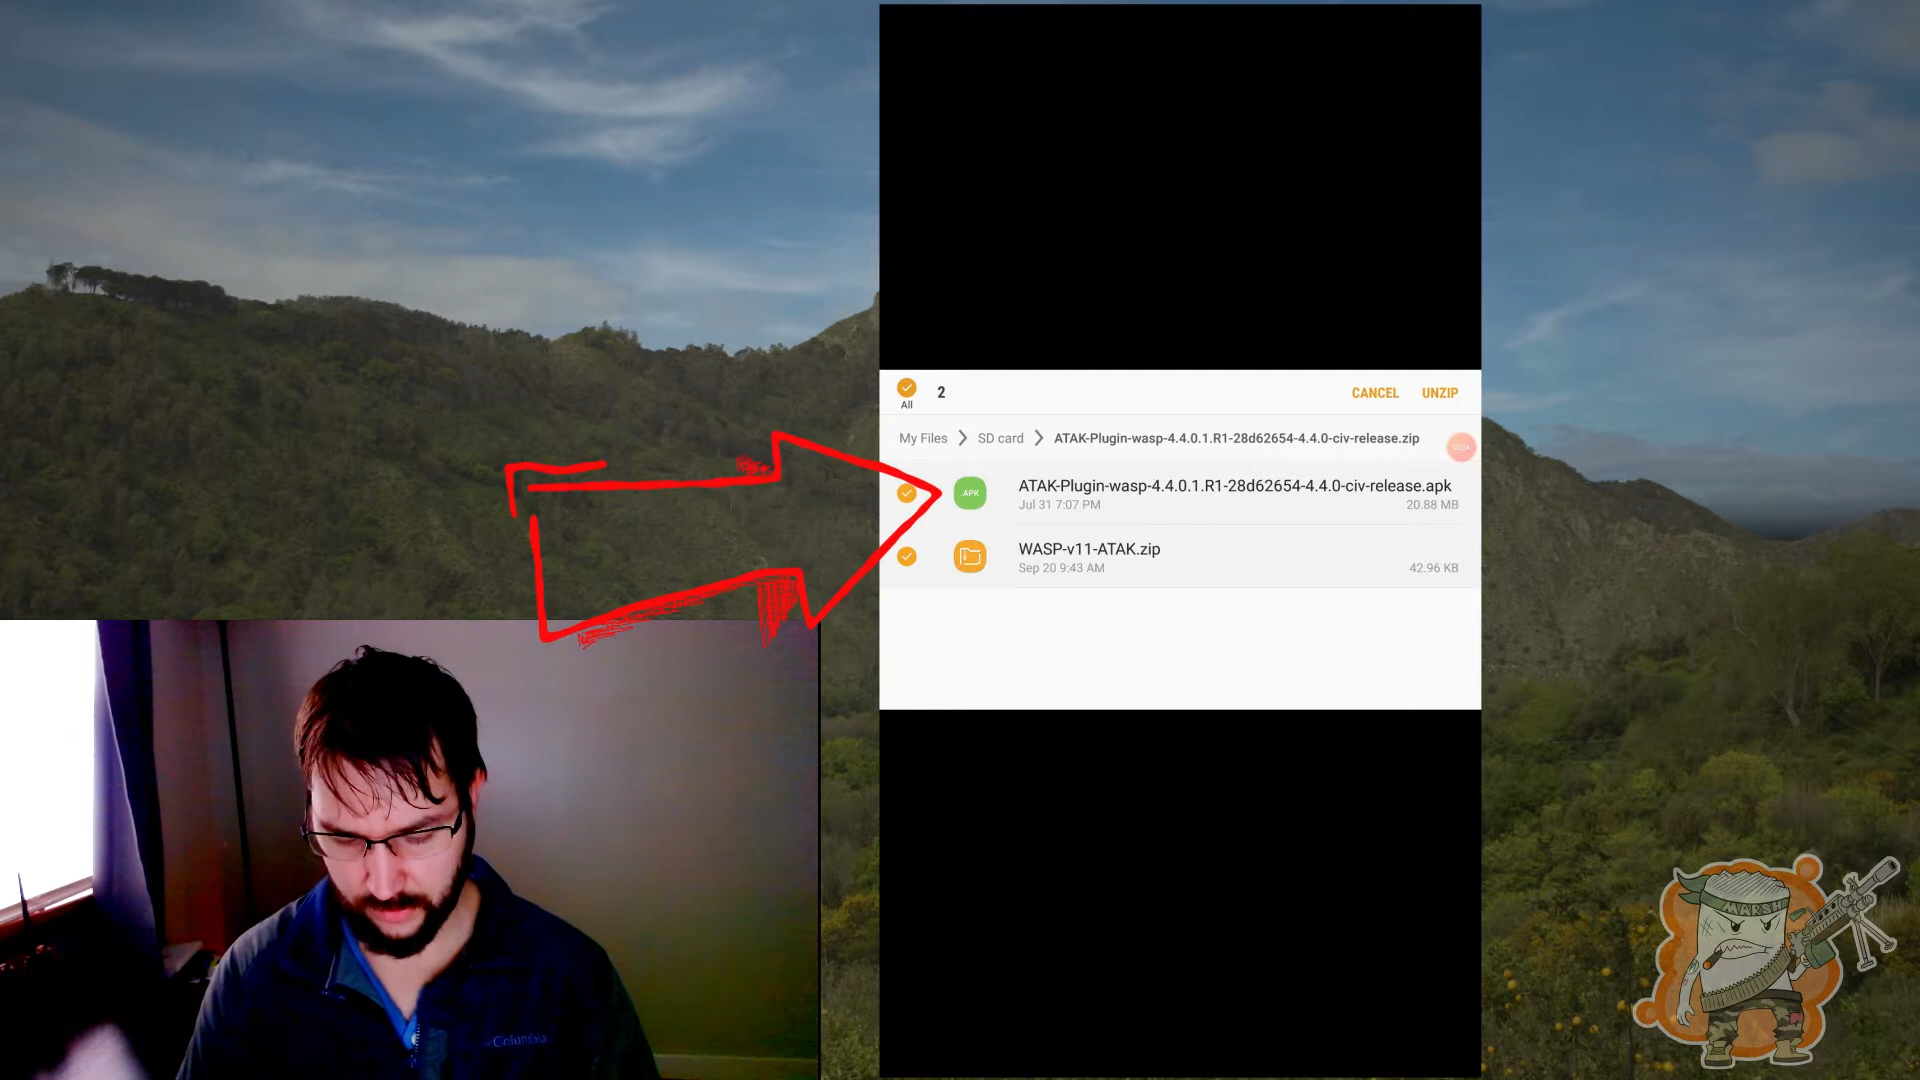 All
2
CANCEL
UNZIP
My Files
SD card
ATAK-Plugin-wasp-4.4.0.1.R1-28d62654-4.4.0-civ-release.zip
.APK
ATAK-Plugin-wasp-4.4.0.1.R1-28d62654-4.4.0-civ-release.apk
Jul 31 7:07 PM
20.88 MB
WASP-v11-ATAK.zip
Sep 20 9:43 AM
42.96 KB
Columbia
MARSH